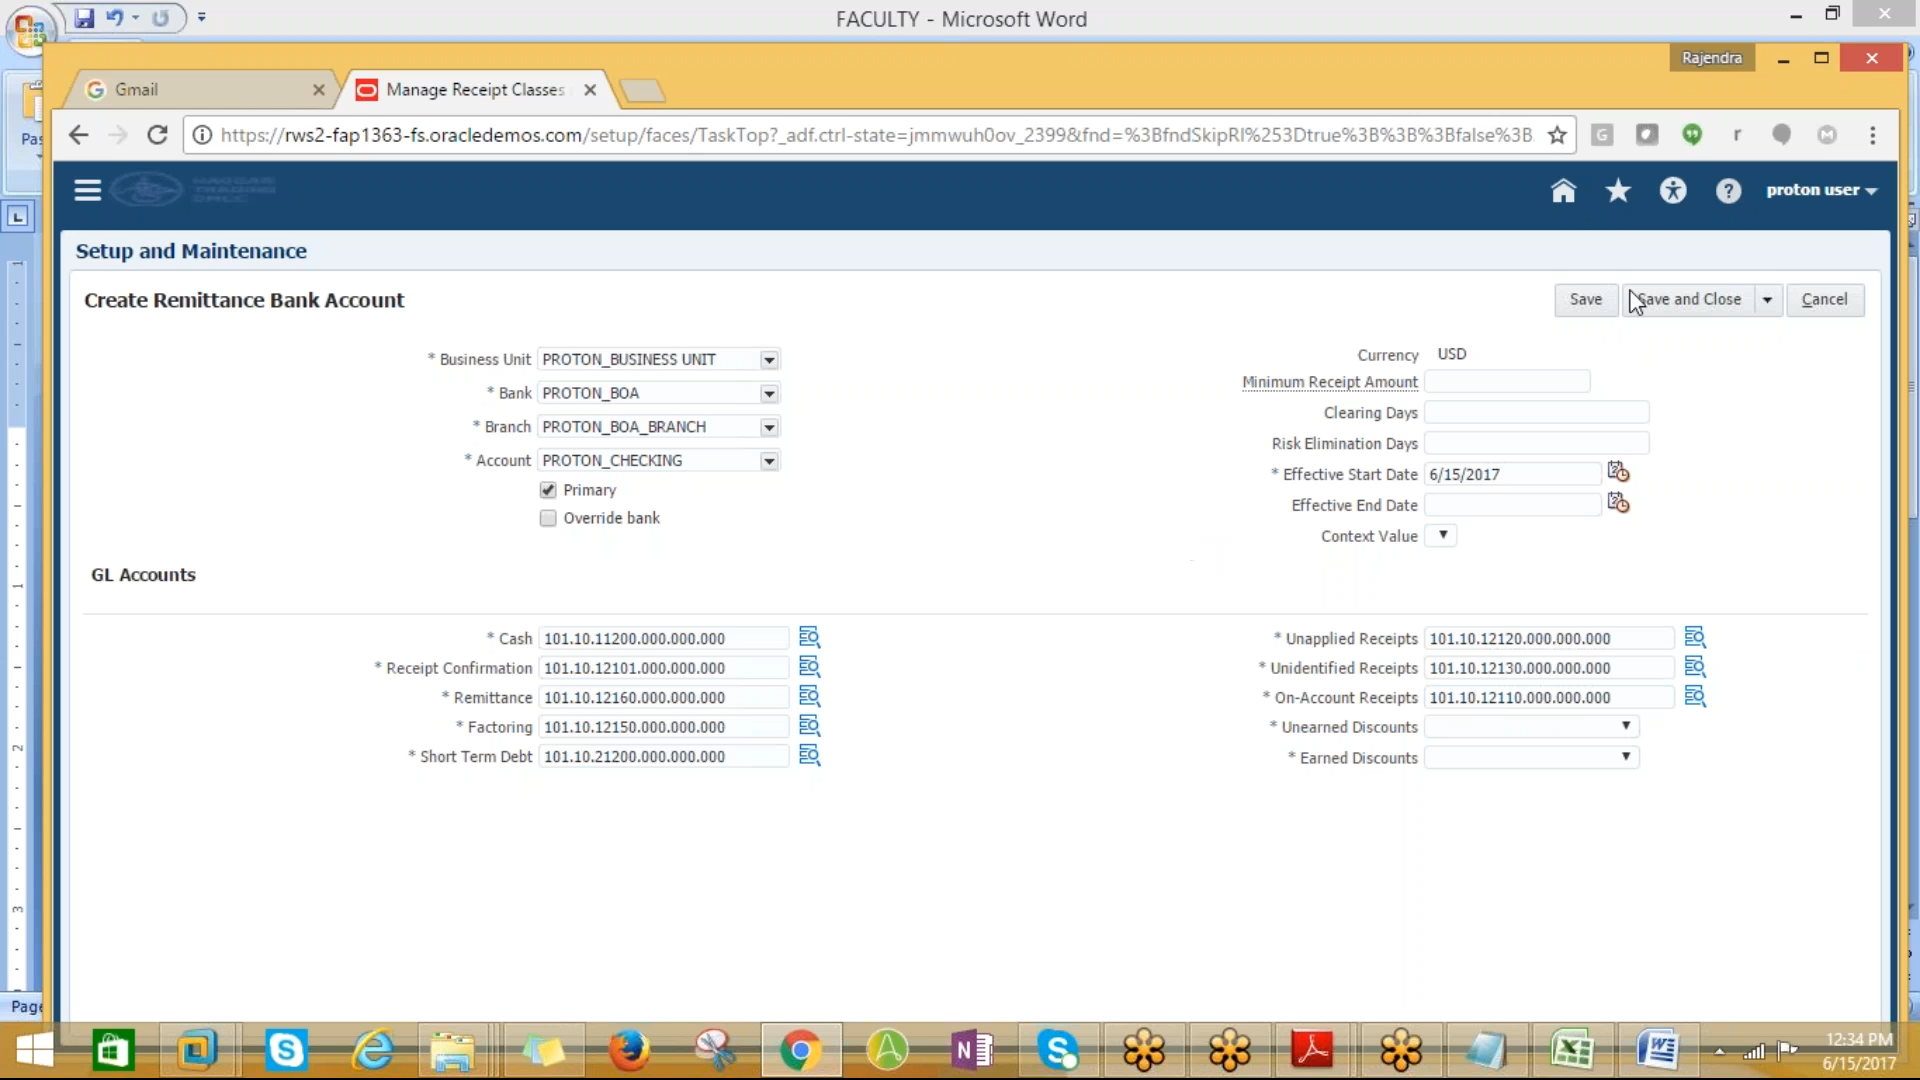 FACULTY - Microsoft Word
Rajendra
Gmail
Manage Receipt Classes
https://rws2-fap1363-fs.oracledemos.com/setup/faces/TaskTop?_adf.ctrl-state=jmmwuh0ov_2399&fnd=%3BfndSkipRI%253Dtrue%3B%3B%3Bfalse%3B
proton user
Setup and Maintenance
Create Remittance Bank Account
Save
Save and Close
Cancel
* Business Unit PROTON_BUSINESS UNIT
* Bank PROTON_BOA
* Branch PROTON_BOA_BRANCH
* Account PROTON_CHECKING
Primary
Override bank
Currency USD
Minimum Receipt Amount
Clearing Days
Risk Elimination Days
* Effective Start Date 6/15/2017
Effective End Date
Context Value
GL Accounts
* Cash 101.10.11200.000.000.000
* Receipt Confirmation 101.10.12101.000.000.000
* Remittance 101.10.12160.000.000.000
* Factoring 101.10.12150.000.000.000
* Short Term Debt 101.10.21200.000.000.000
* Unapplied Receipts 101.10.12120.000.000.000
* Unidentified Receipts 101.10.12130.000.000.000
* On-Account Receipts 101.10.12110.000.000.000
* Unearned Discounts
* Earned Discounts
12:34 PM
6/15/2017